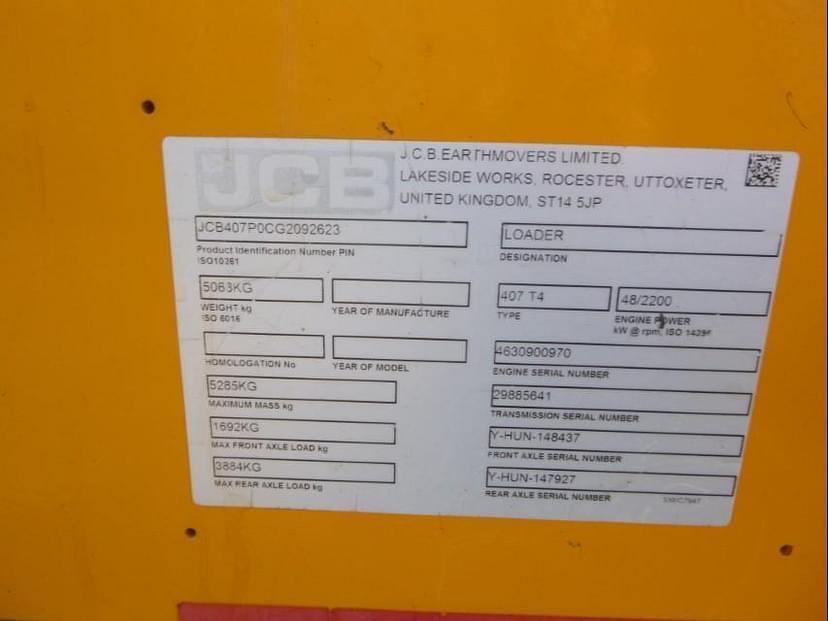 JCB
J.C.B.EARTHMOVERS LIMITED
LAKESIDE WORKS, ROCESTER, UTTOXETER,
UNITED KINGDOM, ST14 5JP
JCB407P0CG2092623
Product Identification Number PIN
ISO10261
LOADER
DESIGNATION
5063KG
WEIGHT kg
ISO 6016
YEAR OF MANUFACTURE
407 T4
TYPE
48/2200
ENGINE POWER
kW @ rpm, ISO
HOMOLOGATION No
YEAR OF MODEL
4630900970
ENGINE SERIAL NUMBER
5285KG
MAXIMUM MASS kg
29885641
TRANSMISSION SERIAL NUMBER
1692KG
MAX FRONT AXLE LOAD kg
Y-HUN-148437
FRONT AXLE SERIAL NUMBER
3884KG
MAX REAR AXLE LOAD kg
Y-HUN-147927
REAR AXLE SERIAL NUMBER